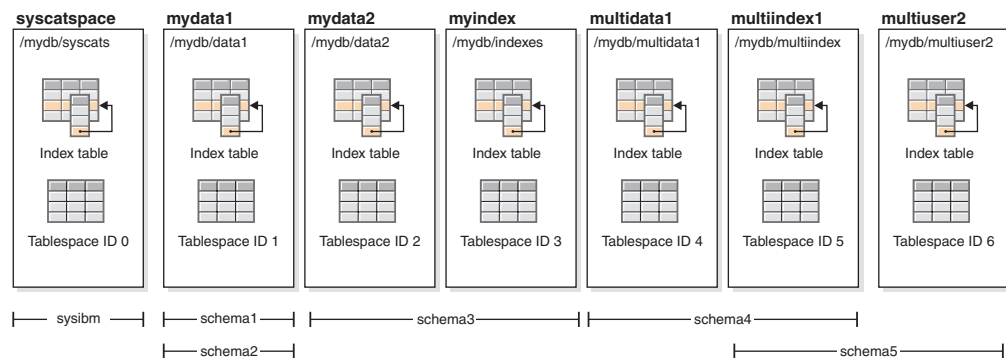 syscatspace
mydata1
mydata2
myindex
multidata1
multiindex1
multiuser2
/mydb/syscats
/mydb/data1
/mydb/data2
/mydb/indexes
/mydb/multidata1
/mydb/multiindex
/mydb/multiuser2
Index table
Index table
Index table
Index table
Index table
Index table
Index table
Tablespace ID 0
Tablespace ID 1
Tablespace ID 2
Tablespace ID 3
Tablespace ID 4
Tablespace ID 5
Tablespace ID 6
sysibm
schema1
schema3
schema4
schema2
schema5